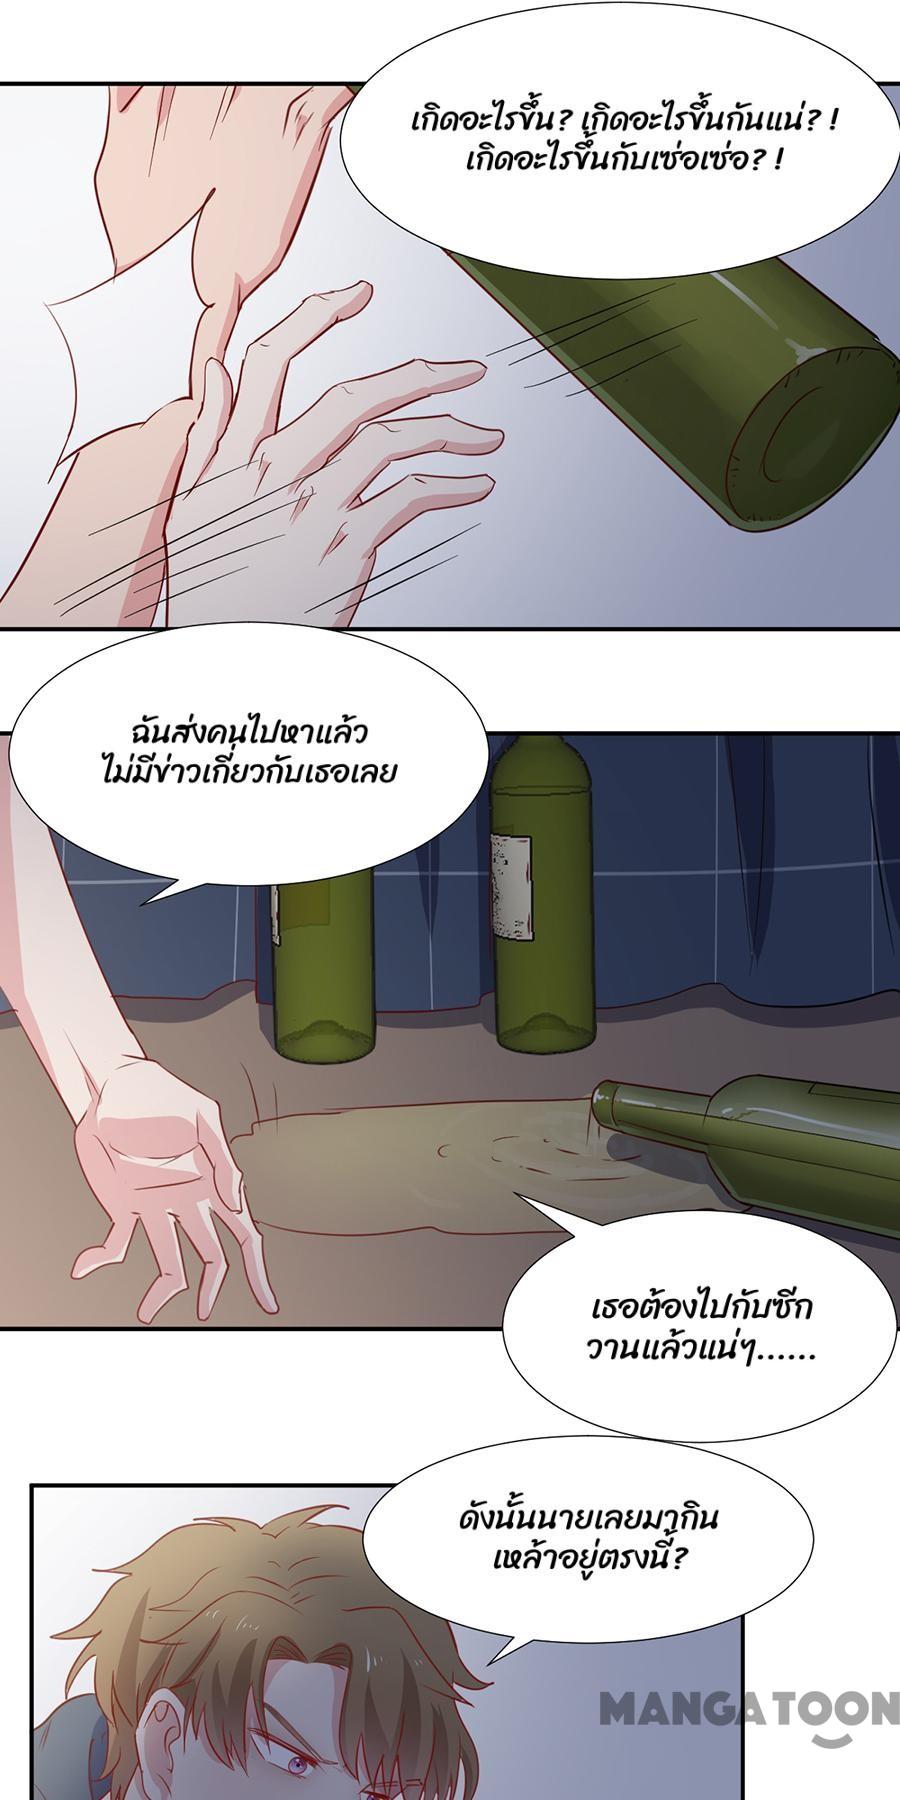 เกิดอะไรขึ้น? เกิดอะไรขึ้นกันแน่?!
เกิดอะไรขึ้นกับเซ่อเซ่อ?!
ฉันส่งคนไปหาแล้ว
ไม่มีข่าวเกี่ยวกับเธอเลย
เธอต้องไปกับซีก
วานแล้วแน่ๆ......
ดังนั้นนายเลยมากิน
เหล้าอยู่ตรงนี้?
MANGATOON